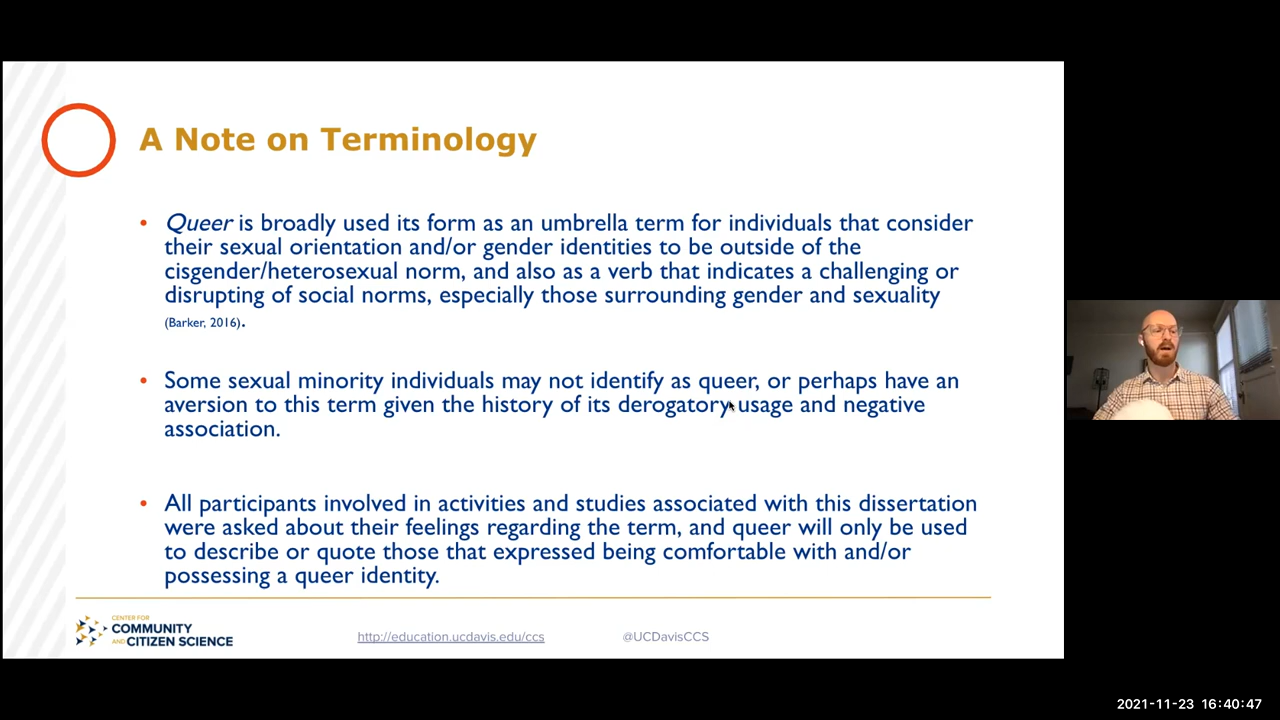 A Note on Terminology
• Queer is broadly used its form as an umbrella term for individuals that consider
their sexual orientation and/or gender identities to be outside of the
cisgender/heterosexual norm, and also as a verb that indicates a challenging or
disrupting of social norms, especially those surrounding gender and sexuality
(Barker, 2016).
• Some sexual minority individuals may not identify as queer, or perhaps have an
aversion to this term given the history of its derogatory usage and negative
association.
• All participants involved in activities and studies associated with this dissertation
were asked about their feelings regarding the term, and queer will only be used
to describe or quote those that expressed being comfortable with and/or
possessing a queer identity.
CENTER FOR
COMMUNITY
AND CITIZEN SCIENCE
http://education.ucdavis.edu/ccs
@UCDavisCCS
2021-11-23 16:40:47